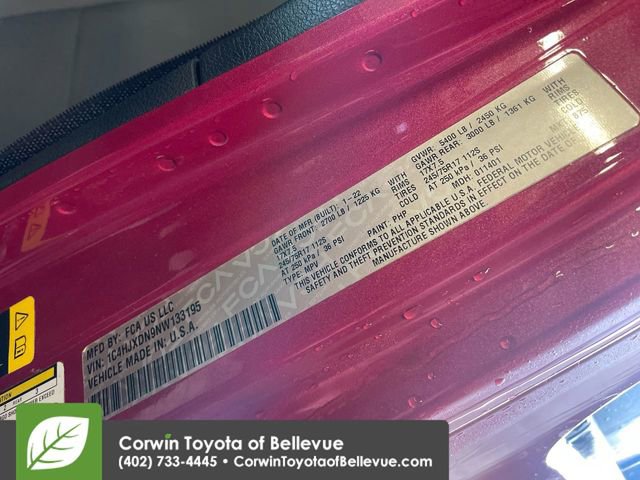 MFD BY: FCA US LLC
VIN: 1C4HJXDN9NW133195
VEHICLE MADE IN U.S.A.
DATE OF MFR (BUILT): 1-22
GAWR FRONT: 2700 LB / 1225 KG
17X7.5
245/75R17 112S
AT 250 kPa / 36 PSI
TYPE: MPV
WITH
RIMS
TIRES
COLD
GVWR: 5400 LB / 2450 KG
GAWR REAR: 3000 LB / 1361 KG
17X7.5
245/75R17 112S
AT 250 kPa / 36 PSI
MDH: 011401
WITH
RIMS
TIRES
COLD
PAINT: PHP
THIS VEHICLE CONFORMS TO ALL APPLICABLE U.S.A. FEDERAL MOTOR VEHICLE
SAFETY AND THEFT PREVENTION STANDARDS IN EFFECT ON THE DATE OF
MANUFACTURE SHOWN ABOVE.
Corwin Toyota of Bellevue
(402) 733-4445 • CorwinToyotaofBellevue.com